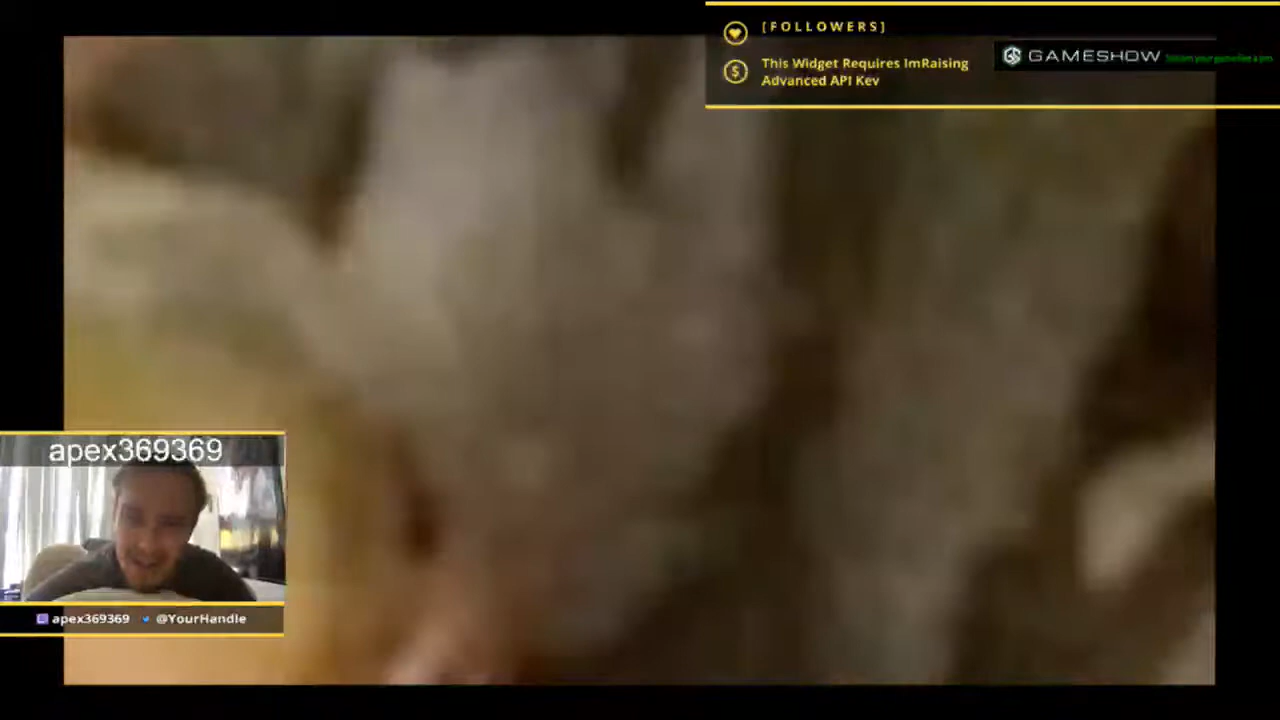 [FOLLOWERS]
This Widget Requires ImRaising
Advanced API Key
GAMESHOW
apex369369
apex369369 @YourHandle